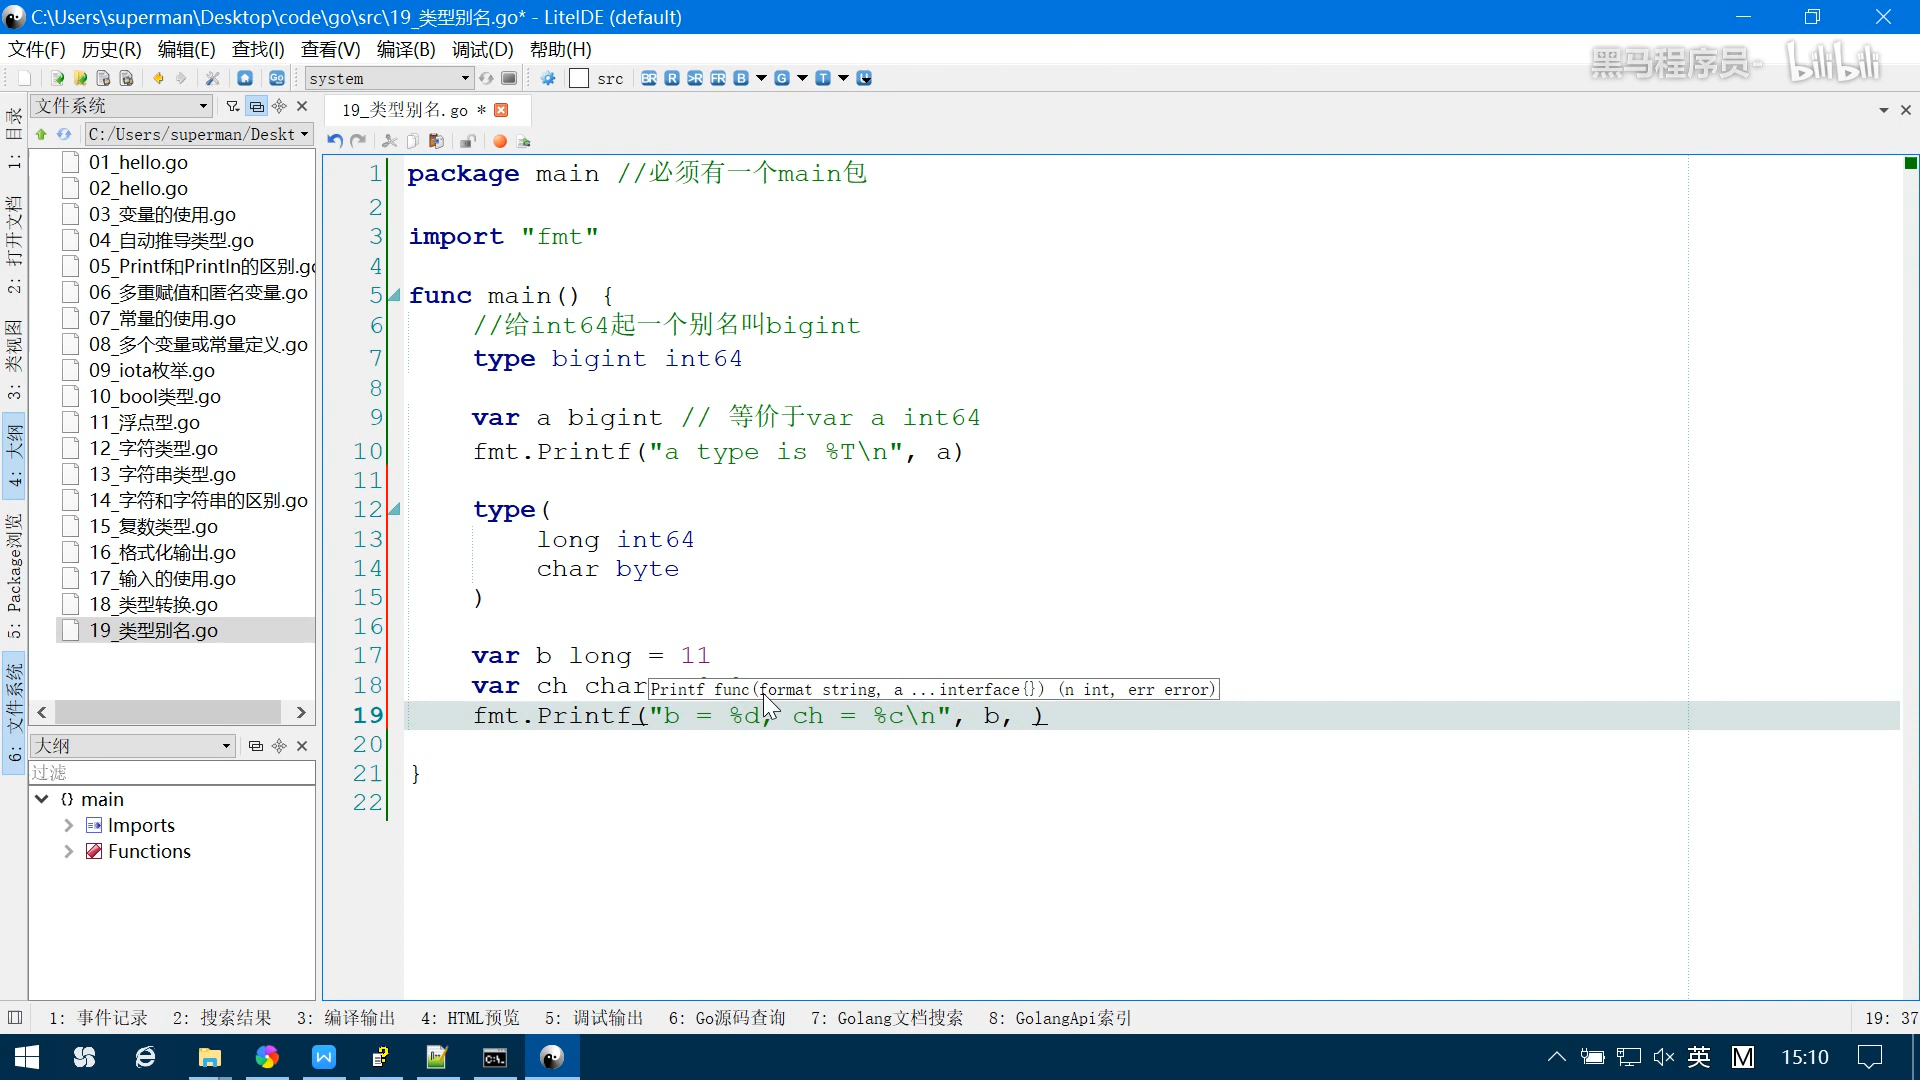 C:\Users\superman\Desktop\code\go\src\19_类型别名.go* - LiteIDE (default)
文件(F) 历史(R) 编辑(E) 查找(I) 查看(V) 编译(B) 调试(D) 帮助(H)
黑马程序员- bilibili
system
src
BR R >R FR B G T
1: 目录
2: 打开文档
3: 类视图
4: 大纲
5: Package浏览
6: 文件系统
文件系统
C:/Users/superman/Deskt
01_hello.go
02_hello.go
03_变量的使用.go
04_自动推导类型.go
05_Printf和Println的区别.go
06_多重赋值和匿名变量.go
07_常量的使用.go
08_多个变量或常量定义.go
09_iota枚举.go
10_bool类型.go
11_浮点型.go
12_字符类型.go
13_字符串类型.go
14_字符和字符串的区别.go
15_复数类型.go
16_格式化输出.go
17_输入的使用.go
18_类型转换.go
19_类型别名.go
大纲
过滤
{} main
Imports
Functions
19_类型别名.go *
1 package main //必须有一个main包
2
3 import "fmt"
4
5 func main() {
6 //给int64起一个别名叫bigint
7 type bigint int64
8
9 var a bigint // 等价于var a int64
10 fmt.Printf("a type is %T\n", a)
11
12 type(
13 long int64
14 char byte
15 )
16
17 var b long = 11
18 var ch char
Printf func(format string, a ...interface{}) (n int, err error)
19 fmt.Printf("b = %d, ch = %c\n", b, )
20
21 }
22
1: 事件记录 2: 搜索结果 3: 编译输出 4: HTML预览 5: 调试输出 6: Go源码查询 7: Golang文档搜索 8: GolangApi索引
19: 37
英 M 15:10